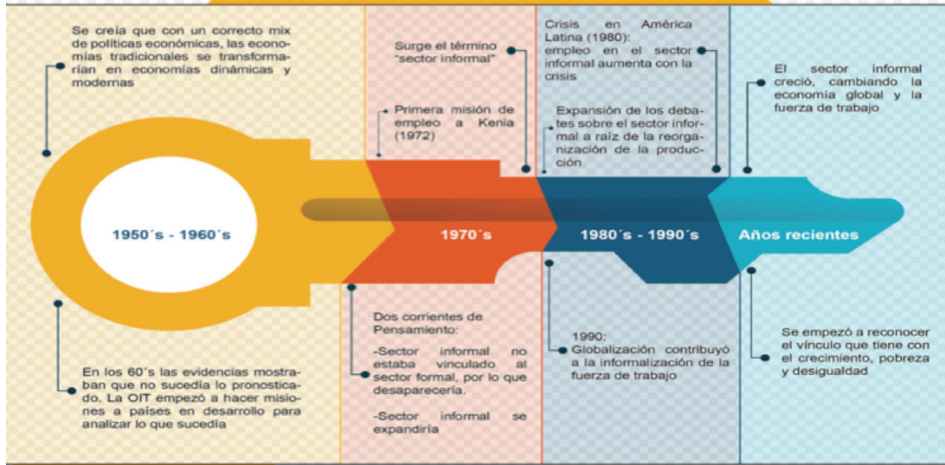 Se creía que con un correcto mix
de políticas económicas, las econo-
mías tradicionales se transforma-
rían en economías dinámicas y
modernas
1950´s - 1960´s
En los 60´s las evidencias mostra-
ban que no sucedía lo pronostica-
do. La OIT empezó a hacer misio-
nes a países en desarrollo para
analizar lo que sucedía
Surge el término
"sector informal"
Primera misión de
empleo a Kenia
(1972)
1970´s
Dos corrientes de
Pensamiento:
-Sector informal no
estaba vinculado al
sector formal, por lo que
desaparecería.
-Sector informal se
expandiría
Crisis en América
Latina (1980):
empleo en el sector
informal aumenta con la
crisis
Expansión de los deba-
tes sobre el sector infor-
mal a raíz de la reorga-
nización de la produc-
ción
1980´s - 1990´s
1990:
Globalización contribuyó
a la informalización de la
fuerza de trabajo
El sector informal
creció, cambiando la
economía global y la
fuerza de trabajo
Años recientes
Se empezó a reconocer
el vínculo que tiene con
el crecimiento, pobreza
y desigualdad